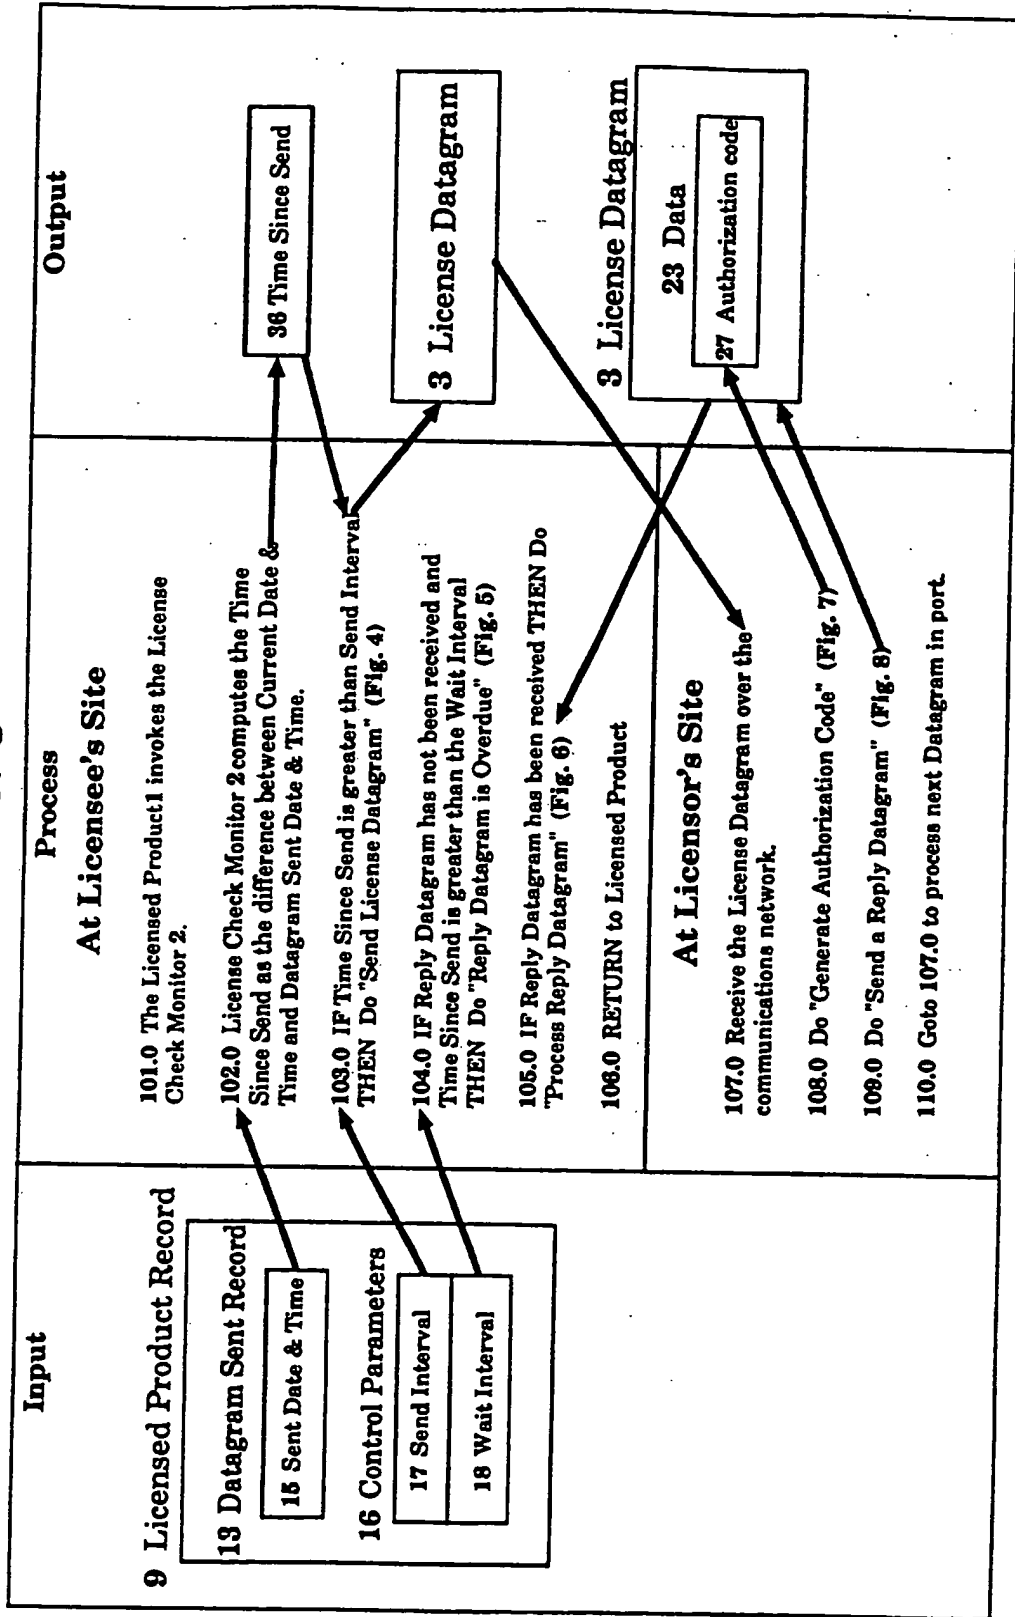 Input
Process
Output
At Licensee's Site
9 Licensed Product Record
13 Datagram Sent Record
15 Sent Date & Time
16 Control Parameters
17 Send Interval
18 Wait Interval
101.0 The Licensed Product1 invokes the License
Check Monitor 2.
102.0 License Check Monitor 2 computes the Time
Since Send as the difference between Current Date &
Time and Datagram Sent Date & Time.
103.0 IF Time Since Send is greater than Send Interval
THEN Do "Send License Datagram" (Fig. 4)
104.0 IF Reply Datagram has not been received and
Time Since Send is greater than the Wait Interval
THEN Do "Reply Datagram is Overdue" (Fig. 5)
105.0 IF Reply Datagram has been received THEN Do
"Process Reply Datagram" (Fig. 6)
106.0 RETURN to Licensed Product
At Licensor's Site
107.0 Receive the License Datagram over the
communications network.
108.0 Do "Generate Authorization Code" (Fig. 7)
109.0 Do "Send a Reply Datagram" (Fig. 8)
110.0 Goto 107.0 to process next Datagram in port.
36 Time Since Send
3 License Datagram
3 License Datagram
23 Data
27 Authorization code